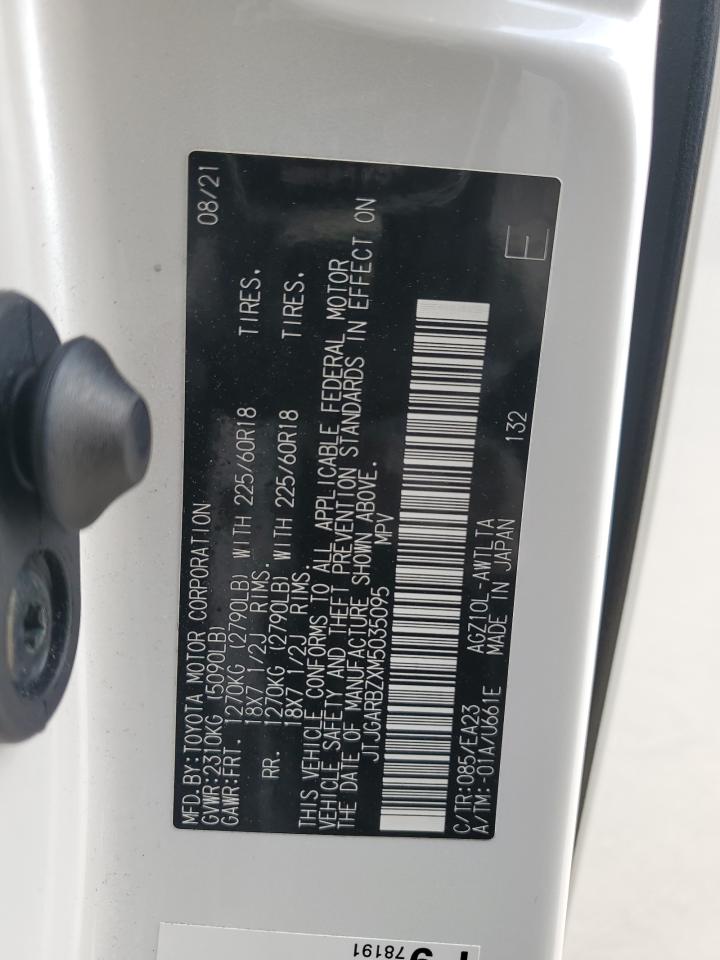 MFD.BY:TOYOTA MOTOR CORPORATION 08/21
GVWR:2310KG (5090LB)
GAWR:FRT. 1270KG (2790LB) WITH 225/60R18 TIRES.
18X7 1/2J RIMS.
RR. 1270KG (2790LB) WITH 225/60R18 TIRES.
18X7 1/2J RIMS.
THIS VEHICLE CONFORMS TO ALL APPLICABLE FEDERAL MOTOR
VEHICLE SAFETY AND THEFT PREVENTION STANDARDS IN EFFECT ON
THE DATE OF MANUFACTURE SHOWN ABOVE.
JTJGARBZXM5035095 MPV
C/TR:085/EA23 AGZ10L-AWTLTA 132
A/TM:-01A/U661E MADE IN JAPAN
E
78191